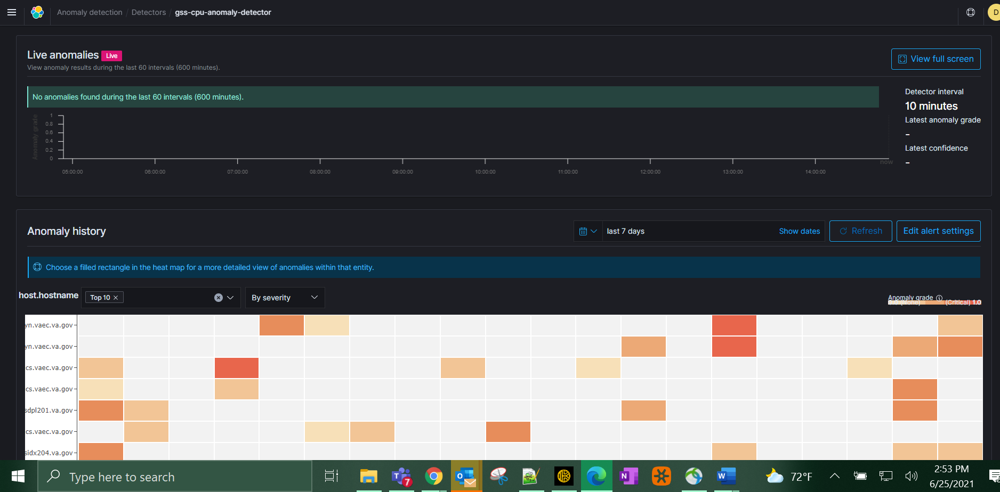 Anomaly detection / Detectors / gss-cpu-anomaly-detector
D
Live anomalies Live
View anomaly results during the last 60 intervals (600 minutes).
View full screen
No anomalies found during the last 60 intervals (600 minutes).
Detector interval
10 minutes
Latest anomaly grade
-
Latest confidence
-
Anomaly grade
1
0.8
0.6
0.4
0.2
0
now
05:00:00 06:00:00 07:00:00 08:00:00 09:00:00 10:00:00 11:00:00 12:00:00 13:00:00 14:00:00
Anomaly history
last 7 days
Show dates
Refresh
Edit alert settings
Choose a filled rectangle in the heat map for a more detailed view of anomalies within that entity.
host.hostname
Top 10
By severity
Anomaly grade
(None) (Critical) 1.0
yn.vaec.va.gov
yn.vaec.va.gov
cs.vaec.va.gov
cs.vaec.va.gov
sdpl201.va.gov
cs.vaec.va.gov
sidx204.va.gov
Type here to search
7
72°F
2:53 PM
6/25/2021